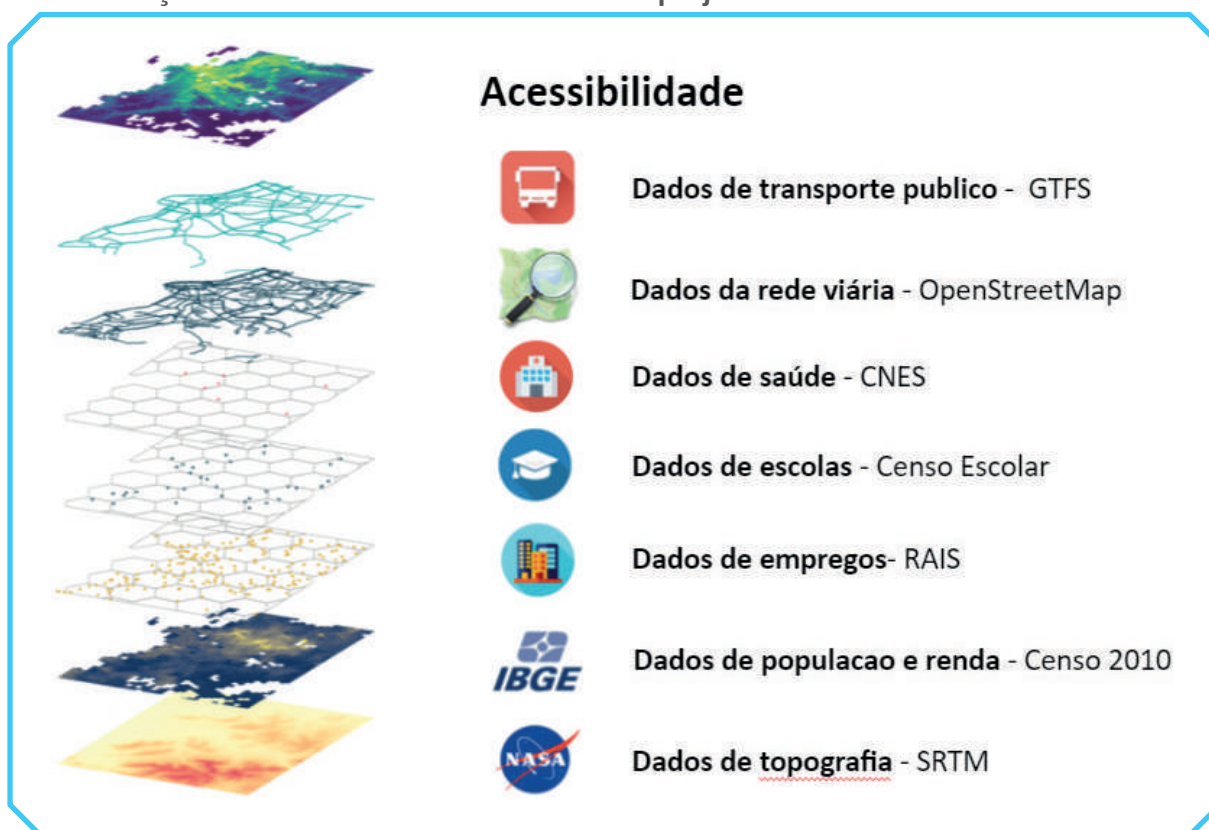 Acessibilidade
Dados de transporte publico - GTFS
Dados da rede viária - OpenStreetMap
Dados de saúde - CNES
Dados de escolas - Censo Escolar
Dados de empregos- RAIS
IBGE
Dados de populacao e renda - Censo 2010
NASA
Dados de topografia - SRTM